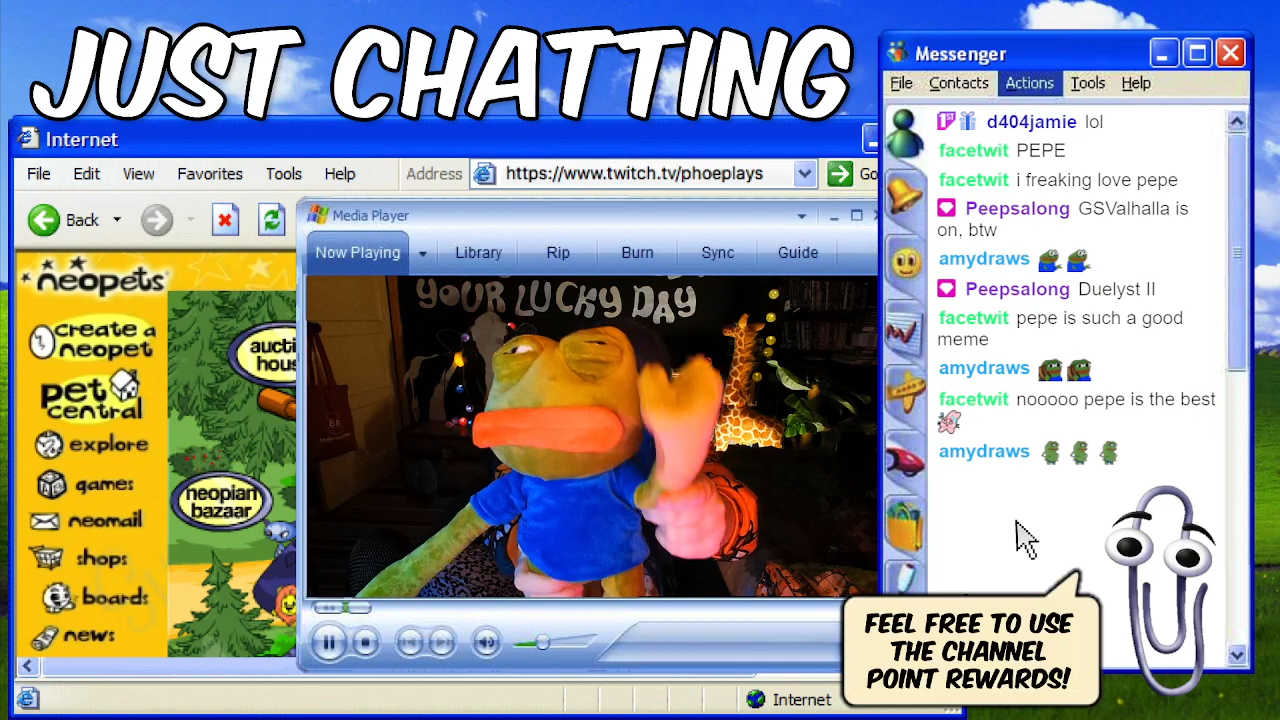 JUST CHATTING
Internet
File Edit View Favorites Tools Help Address https://www.twitch.tv/phoeplays Go
Back
neopets
create a
neopet
pet
central
explore
games
neomail
shops
boards
news
aucti
hous
neopian
bazaar
Media Player
Now Playing Library Rip Burn Sync Guide
YOUR LUCKY DAY
Internet
Messenger
File Contacts Actions Tools Help
1ST d404jamie lol
facetwit PEPE
facetwit i freaking love pepe
Peepsalong GSValhalla is
on, btw
amydraws
Peepsalong Duelyst II
facetwit pepe is such a good
meme
amydraws
facetwit nooooo pepe is the best
amydraws
FEEL FREE TO USE
THE CHANNEL
POINT REWARDS!